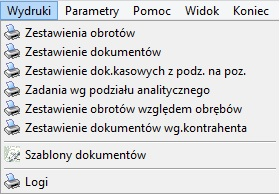 Wydruki Parametry Pomoc Widok Koniec
Zestawienia obrotów
Zestawienie dokumentów
Zestawienie dok.kasowych z podz. na poz.
Zadania wg podziału analitycznego
Zestawienie obrotów względem obrębów
Zestawienie dokumentów wg.kontrahenta
Szablony dokumentów
Logi